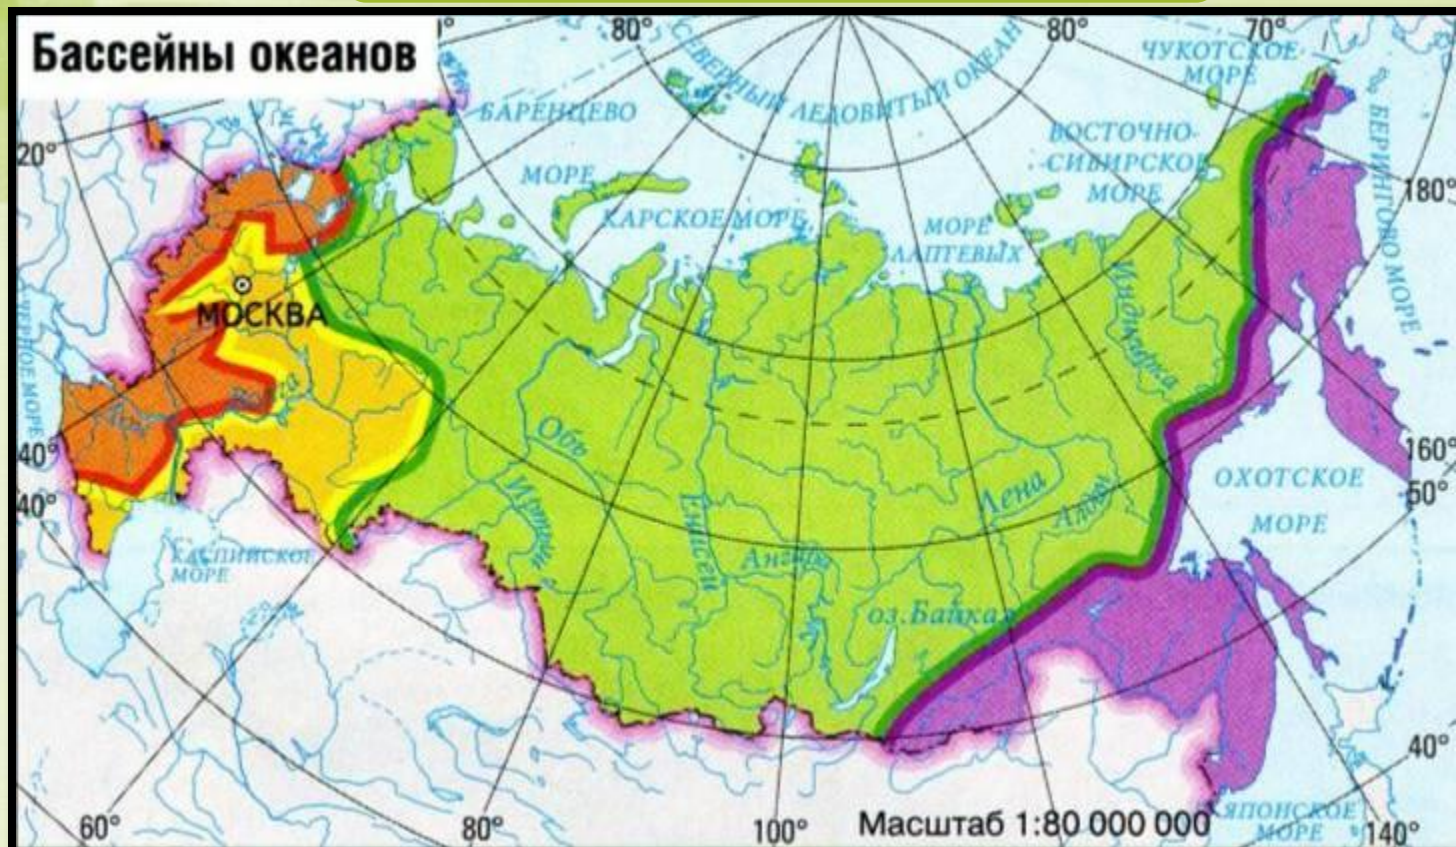 Бассейны океанов
80°
80°
70°
СЕВЕРНЫЙ ЛЕДОВИТЫЙ ОКЕАН
ЧУКОТСКОЕ
МОРЕ
БАРЕНЦЕВО
МОРЕ
ВОСТОЧНО-
СИБИРСКОЕ
МОРЕ
БЕРИНГОВО МОРЕ
20°
180°
КАРСКОЕ МОРЕ
МОРЕ
ЛАПТЕВЫХ
МОСКВА
Индигирка
ЧЕРНОЕ МОРЕ
40°
40°
Обь
Иртыш
Енисей
Ангара
Лена
Алдан
оз.Байкал
160°
50°
ОХОТСКОЕ
МОРЕ
КАСПИЙСКОЕ
МОРЕ
40°
60°
80°
100°
Масштаб 1:80 000 000
ЯПОНСКОЕ
МОРЕ
140°